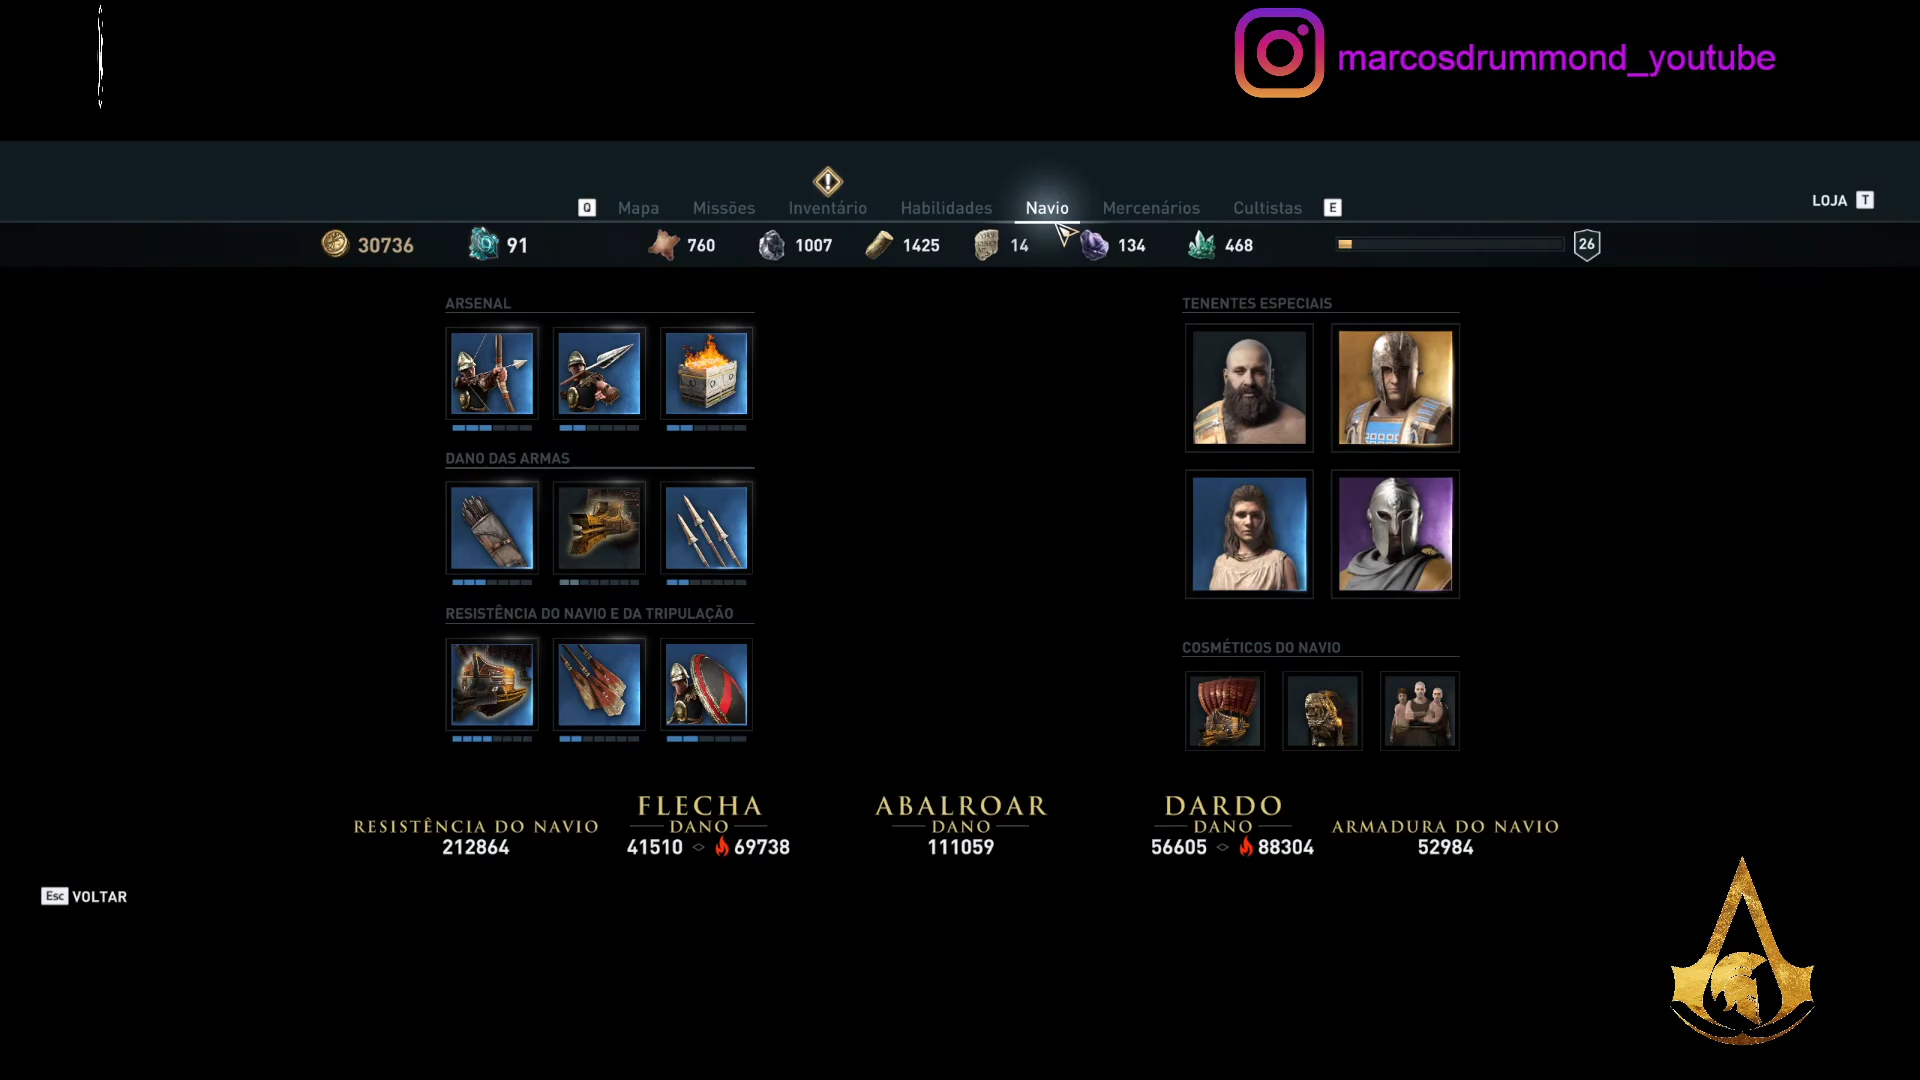 marcosdrummond_youtube
Q Mapa Missões Inventário Habilidades Navio Mercenários Cultistas E
LOJA T
30736 91 760 1007 1425 14 134 468 26
ARSENAL
DANO DAS ARMAS
RESISTÊNCIA DO NAVIO E DA TRIPULAÇÃO
TENENTES ESPECIAIS
COSMÉTICOS DO NAVIO
RESISTÊNCIA DO NAVIO
212864
FLECHA
DANO
41510 69738
ABALROAR
DANO
111059
DARDO
DANO
56605 88304
ARMADURA DO NAVIO
52984
Esc VOLTAR